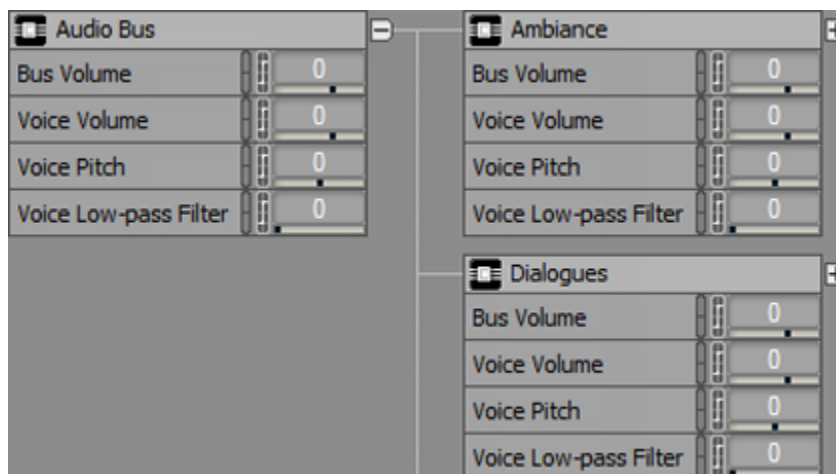 Audio Bus
Bus Volume 0
Voice Volume 0
Voice Pitch 0
Voice Low-pass Filter 0
Ambiance
Bus Volume 0
Voice Volume 0
Voice Pitch 0
Voice Low-pass Filter 0
Dialogues
Bus Volume 0
Voice Volume 0
Voice Pitch 0
Voice Low-pass Filter 0